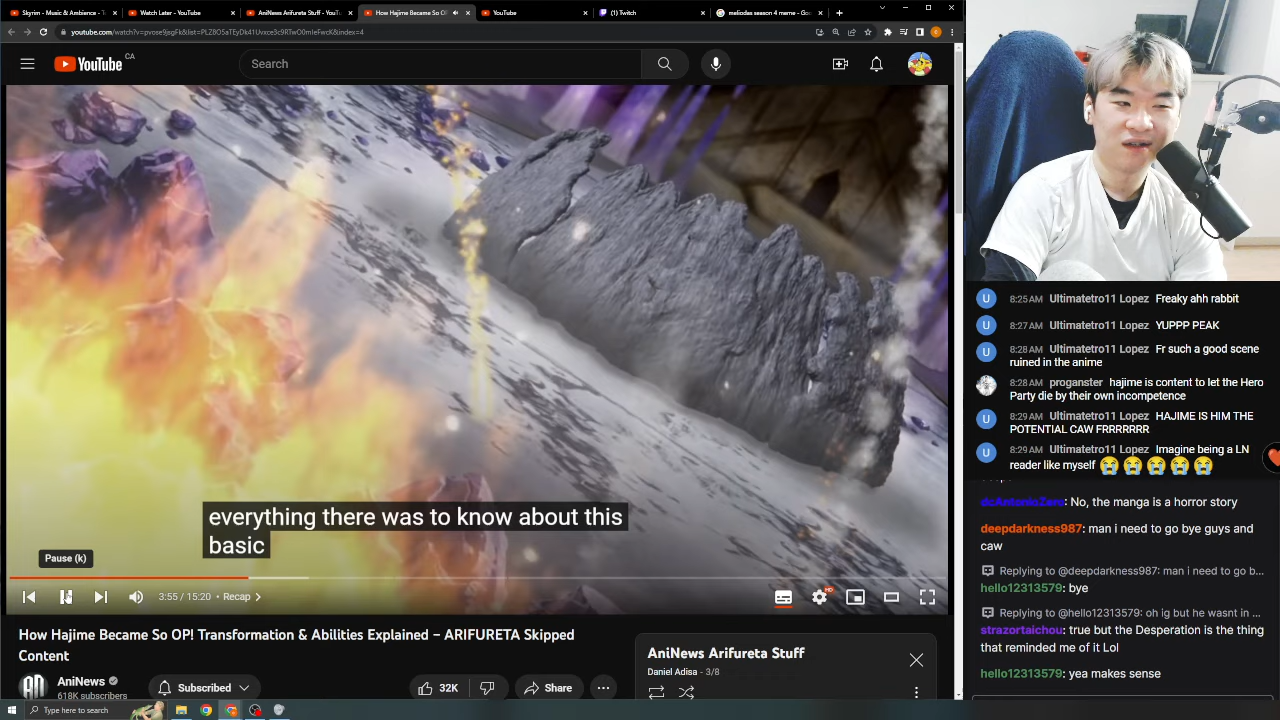 Skyrim - Music & Ambience - T
Watch Later - YouTube
AniNews Arifureta Stuff - YouT
How Hajime Became So OP
YouTube
(1) Twitch
meliodas season 4 meme - Goo
youtube.com/watch?v=pvose9jsgFk&list=PLZ8O5aTEyDk41Uvxce3c9RTwO0mIeFwcK&index=4
YouTube CA
Search
everything there was to know about this
basic
Pause (k)
3:55 / 15:20 • Recap
HD
How Hajime Became So OP! Transformation & Abilities Explained – ARIFURETA Skipped
Content
AniNews
618K subscribers
Subscribed
32K
Share
AniNews Arifureta Stuff
Daniel Adisa - 3/8
Type here to search
8:25 AM Ultimatetro11 Lopez Freaky ahh rabbit
8:27 AM Ultimatetro11 Lopez YUPPP PEAK
8:28 AM Ultimatetro11 Lopez Fr such a good scene
ruined in the anime
8:28 AM proganster hajime is content to let the Hero
Party die by their own incompetence
8:29 AM Ultimatetro11 Lopez HAJIME IS HIM THE
POTENTIAL CAW FRRRRRRR
8:29 AM Ultimatetro11 Lopez Imagine being a LN
reader like myself 😭😭😭😭😭
dcAntonioZero: No, the manga is a horror story
deepdarkness987: man i need to go bye guys and
caw
Replying to @deepdarkness987: man i need to go b...
hello12313579: bye
Replying to @hello12313579: oh ig but he wasnt in ...
strazortaichou: true but the Desperation is the thing
that reminded me of it Lol
hello12313579: yea makes sense